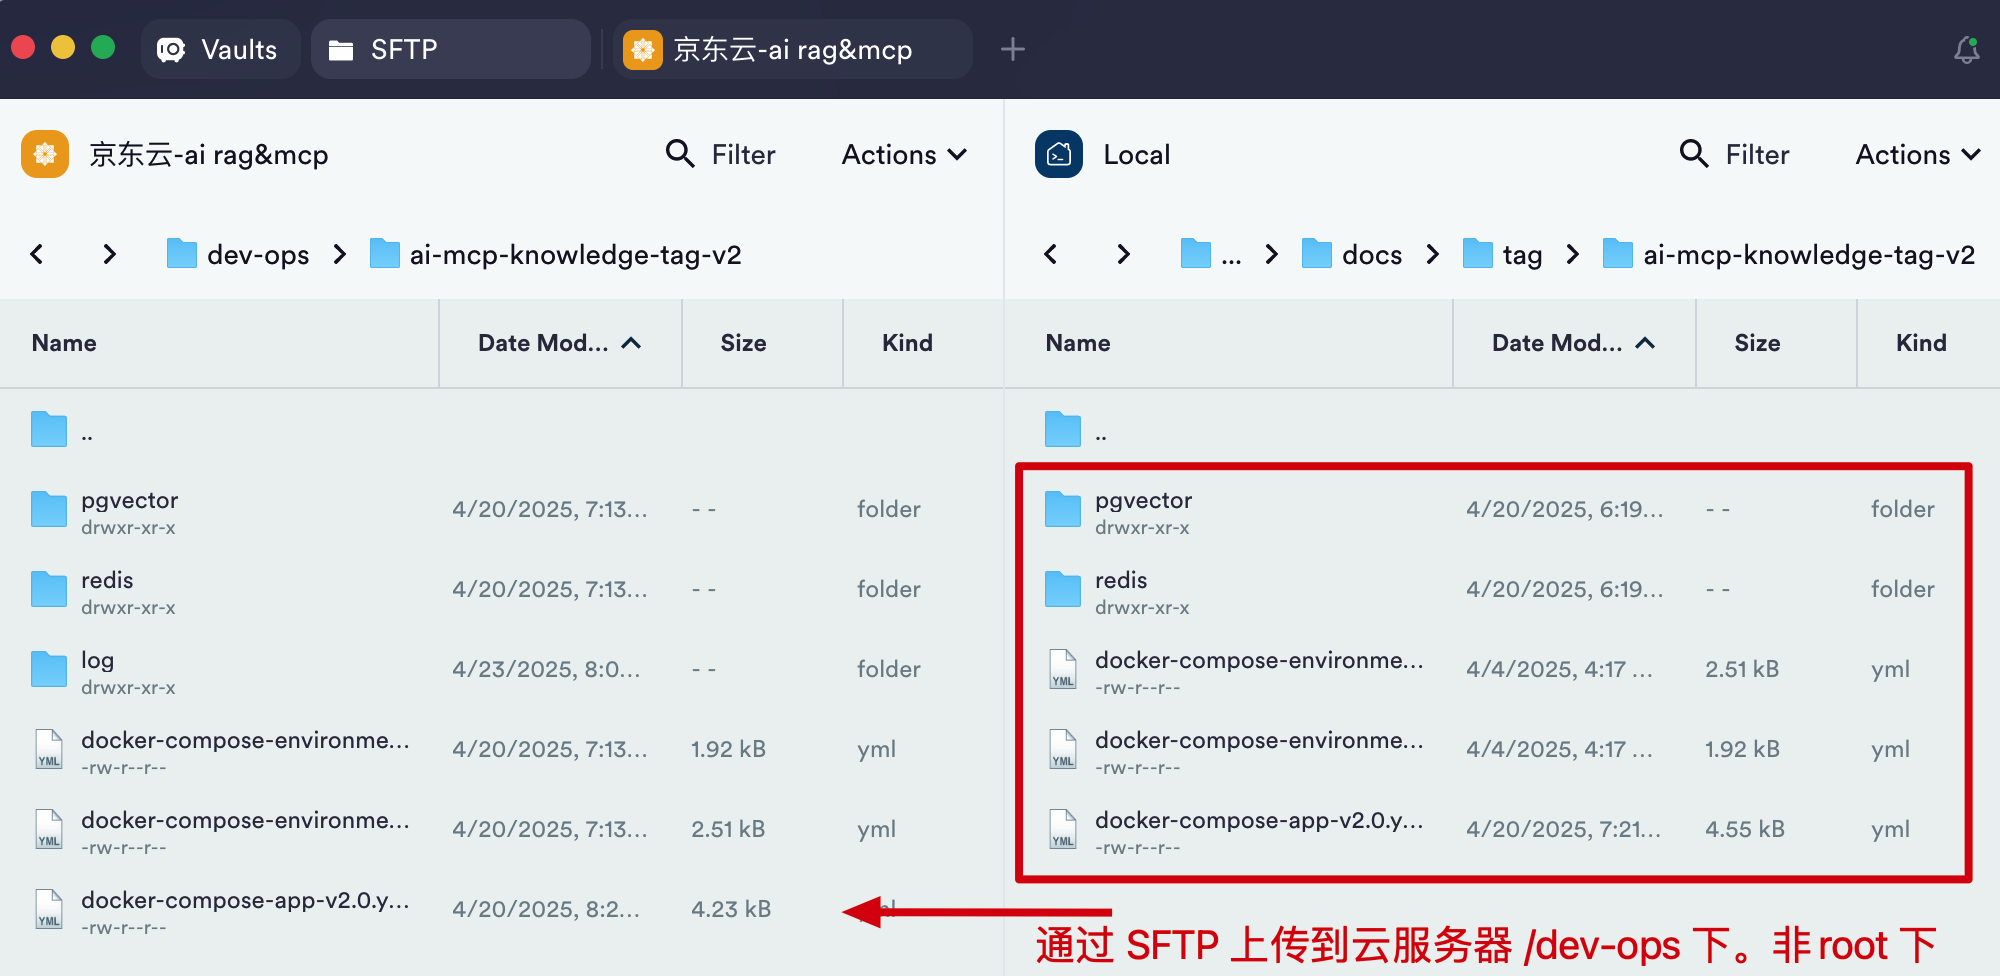 Vaults
SFTP
京东云-ai rag&mcp
京东云-ai rag&mcp
Filter
Actions
dev-ops
ai-mcp-knowledge-tag-v2
Name
Date Mod...
Size
Kind
..
pgvector
drwxr-xr-x
4/20/2025, 7:13...
- -
folder
redis
drwxr-xr-x
4/20/2025, 7:13...
- -
folder
log
drwxr-xr-x
4/23/2025, 8:0...
- -
folder
YML
docker-compose-environme...
-rw-r--r--
4/20/2025, 7:13...
1.92 kB
yml
YML
docker-compose-environme...
-rw-r--r--
4/20/2025, 7:13...
2.51 kB
yml
YML
docker-compose-app-v2.0.y...
-rw-r--r--
4/20/2025, 8:2...
4.23 kB
Local
Filter
Actions
...
docs
tag
ai-mcp-knowledge-tag-v2
Name
Date Mod...
Size
Kind
..
pgvector
drwxr-xr-x
4/20/2025, 6:19...
- -
folder
redis
drwxr-xr-x
4/20/2025, 6:19...
- -
folder
YML
docker-compose-environme...
-rw-r--r--
4/4/2025, 4:17 ...
2.51 kB
yml
YML
docker-compose-environme...
-rw-r--r--
4/4/2025, 4:17 ...
1.92 kB
yml
YML
docker-compose-app-v2.0.y...
-rw-r--r--
4/20/2025, 7:21...
4.55 kB
yml
通过 SFTP 上传到云服务器 /dev-ops 下。非 root 下